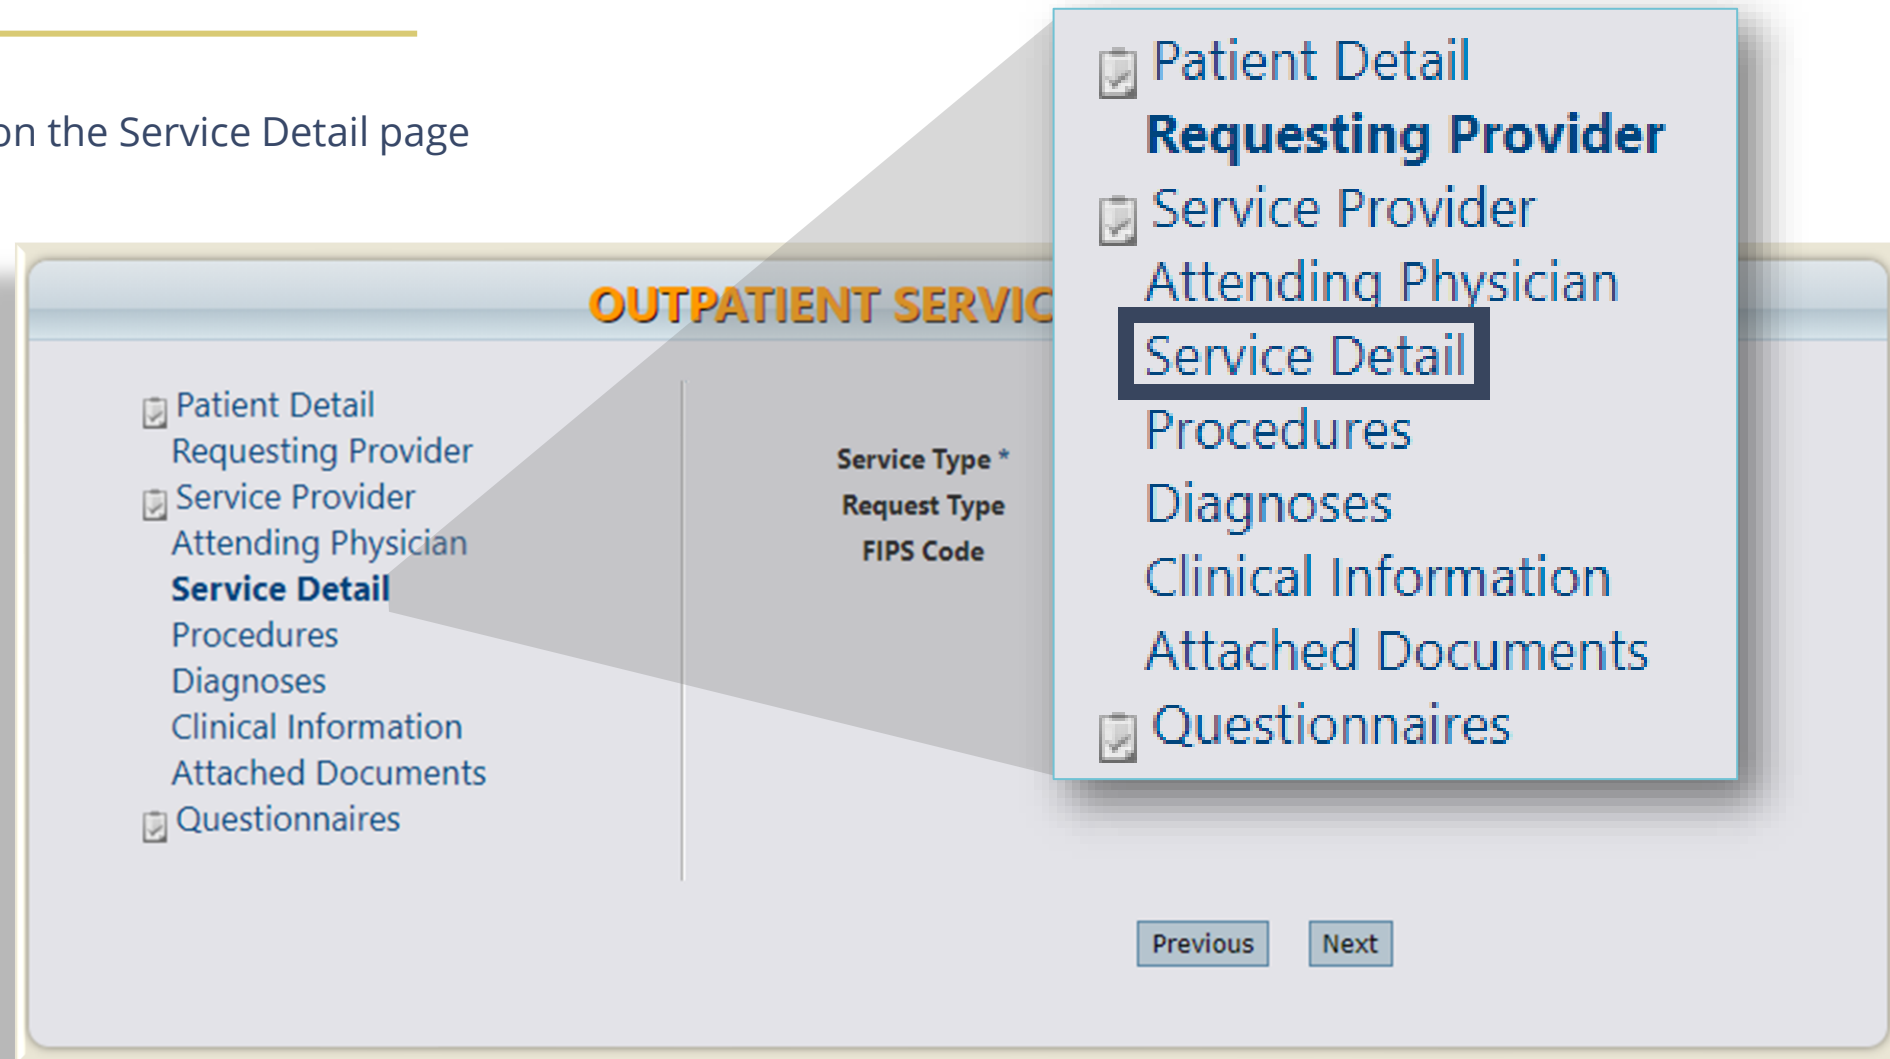 on the Service Detail page
OUTPATIENT SERVIC
Patient Detail
Requesting Provider
Service Provider
Attending Physician
Service Detail
Procedures
Diagnoses
Clinical Information
Attached Documents
Questionnaires
Service Type *
Request Type
FIPS Code
Patient Detail
Requesting Provider
Service Provider
Attending Physician
Service Detail
Procedures
Diagnoses
Clinical Information
Attached Documents
Questionnaires
Previous Next